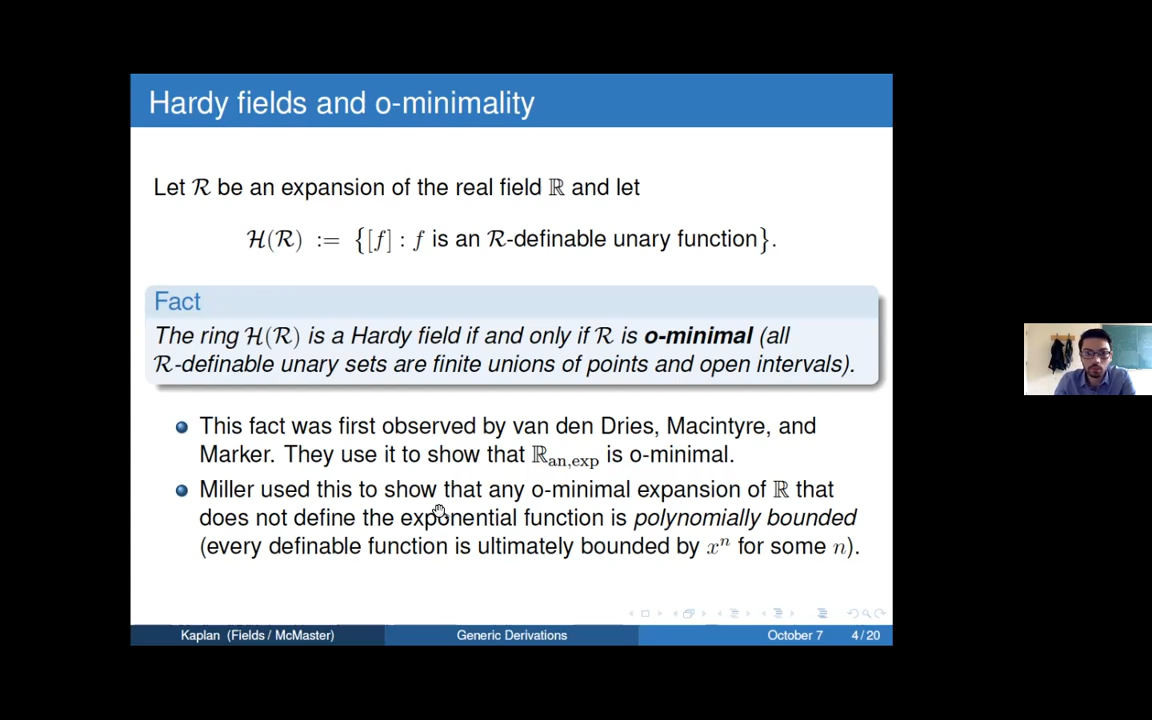 Hardy fields and o-minimality
Let ℛ be an expansion of the real field ℝ and let
ℋ(ℛ) := {[f] : f is an ℛ-definable unary function}.
Fact
The ring ℋ(ℛ) is a Hardy field if and only if ℛ is o-minimal (all
ℛ-definable unary sets are finite unions of points and open intervals).
This fact was first observed by van den Dries, Macintyre, and
Marker. They use it to show that ℝan,exp is o-minimal.
Miller used this to show that any o-minimal expansion of ℝ that
does not define the exponential function is polynomially bounded
(every definable function is ultimately bounded by xⁿ for some n).
Kaplan (Fields / McMaster) Generic Derivations October 7 4 / 20